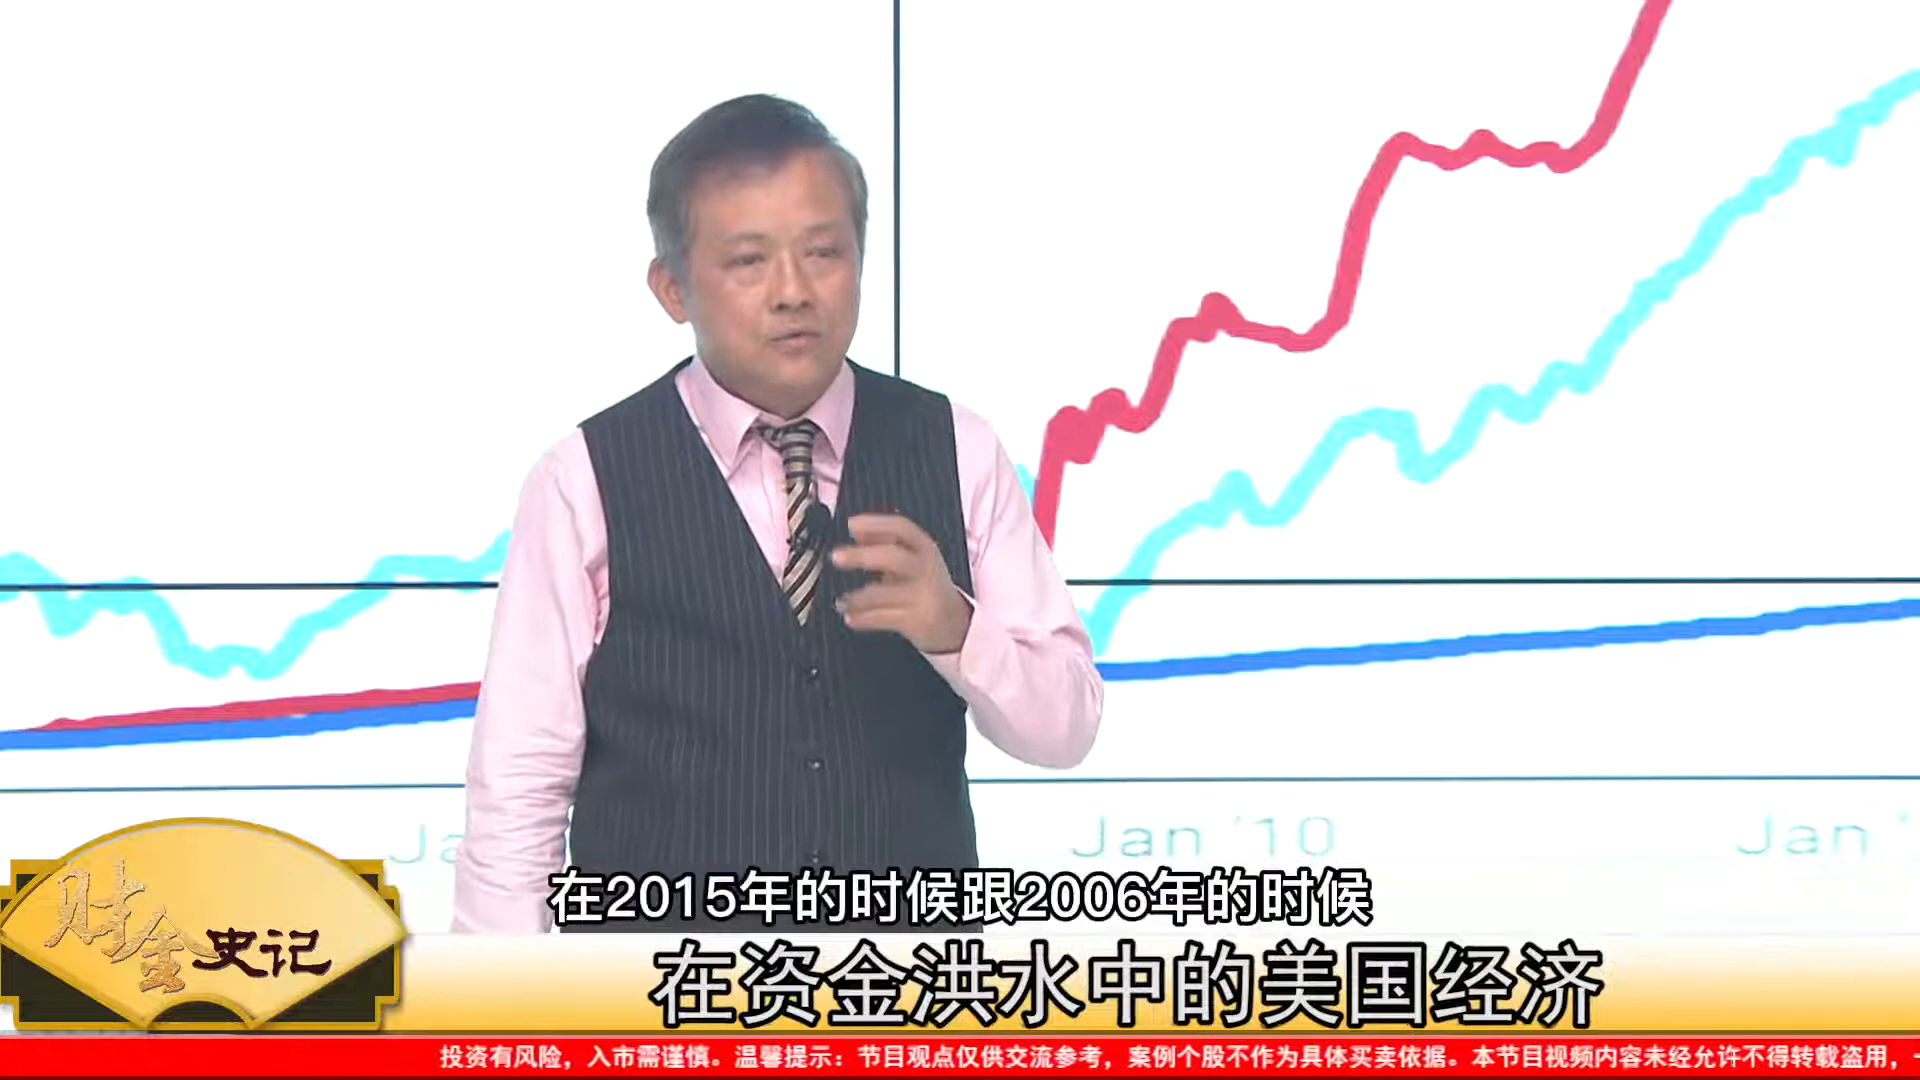 Ja
Jan '10
Jan '
财金史记
在2015年的时候跟2006年的时候
在资金洪水中的美国经济
投资有风险，入市需谨慎。温馨提示：节目观点仅供交流参考，案例个股不作为具体买卖依据。本节目视频内容未经允许不得转载盗用，